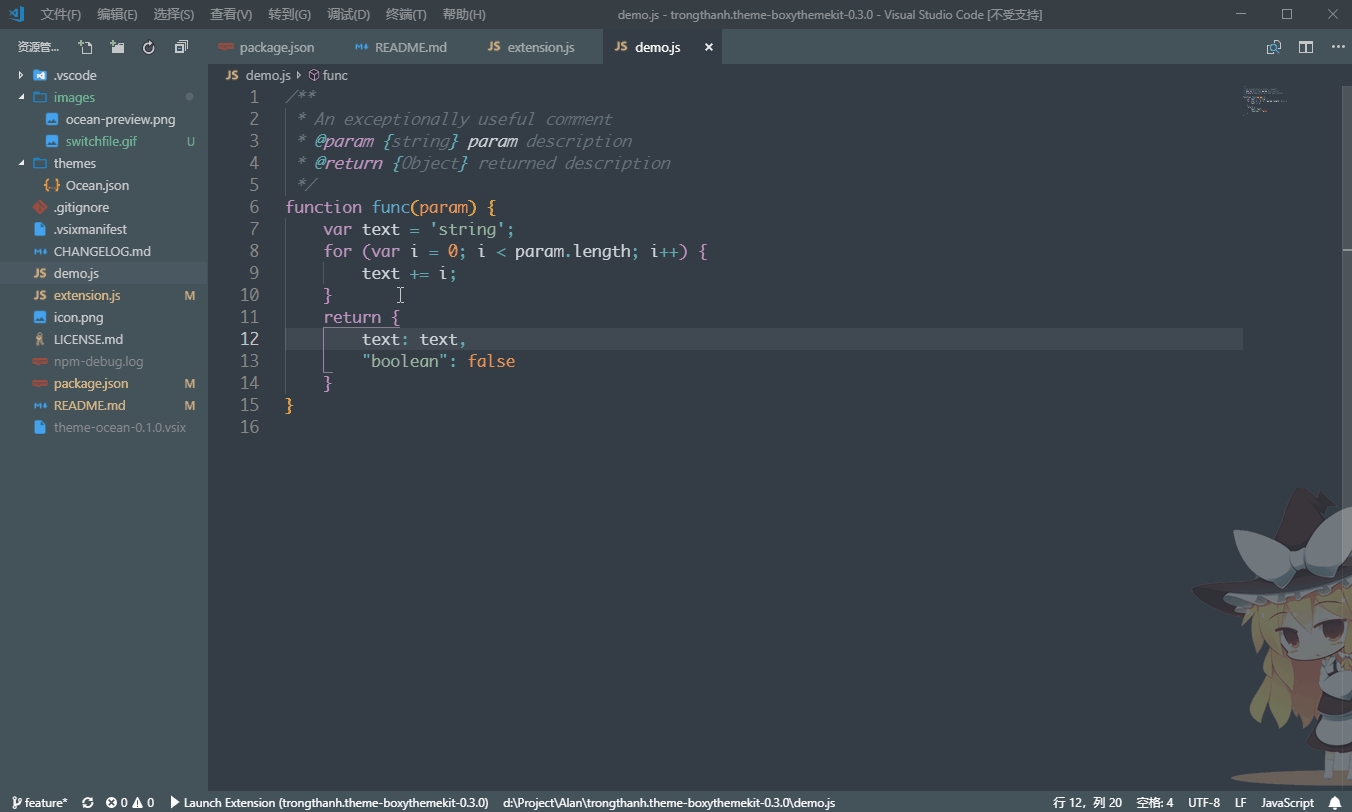 文件(F) 编辑(E) 选择(S) 查看(V) 转到(G) 调试(D) 终端(T) 帮助(H) demo.js - trongthanh.theme-boxythemekit-0.3.0 - Visual Studio Code [不受支持]
资源管...
.vscode
images
ocean-preview.png
switchfile.gif U
themes
{..} Ocean.json
.gitignore
.vsixmanifest
M+ CHANGELOG.md
JS demo.js
JS extension.js M
icon.png
LICENSE.md
npm-debug.log
package.json M
M+ README.md M
theme-ocean-0.1.0.vsix
package.json M+ README.md JS extension.js JS demo.js ×
JS demo.js func
1 /**
2 * An exceptionally useful comment
3 * @param {string} param description
4 * @return {Object} returned description
5 */
6 function func(param) {
7 var text = 'string';
8 for (var i = 0; i < param.length; i++) {
9 text += i;
10 }
11 return {
12 text: text,
13 "boolean": false
14 }
15 }
16
feature* 0 0 Launch Extension (trongthanh.theme-boxythemekit-0.3.0) d:\Project\Alan\trongthanh.theme-boxythemekit-0.3.0\demo.js 行 12，列 20 空格: 4 UTF-8 LF JavaScript